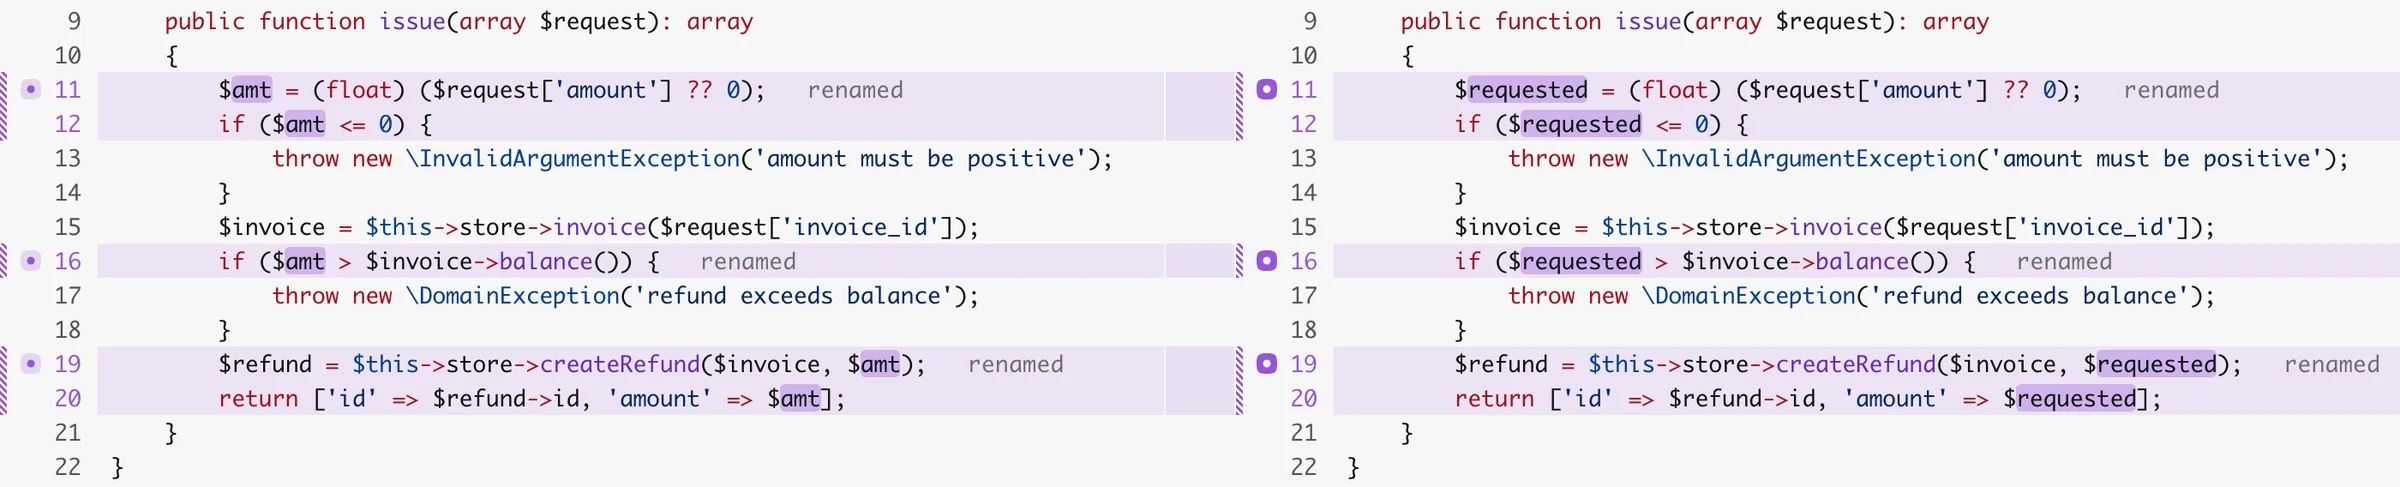 9 public function issue(array $request): array
10 {
11 $amt = (float) ($request['amount'] ?? 0); renamed
12 if ($amt <= 0) {
13 throw new \InvalidArgumentException('amount must be positive');
14 }
15 $invoice = $this->store->invoice($request['invoice_id']);
16 if ($amt > $invoice->balance()) { renamed
17 throw new \DomainException('refund exceeds balance');
18 }
19 $refund = $this->store->createRefund($invoice, $amt); renamed
20 return ['id' => $refund->id, 'amount' => $amt];
21 }
22 }
9 public function issue(array $request): array
10 {
11 $requested = (float) ($request['amount'] ?? 0); renamed
12 if ($requested <= 0) {
13 throw new \InvalidArgumentException('amount must be positive');
14 }
15 $invoice = $this->store->invoice($request['invoice_id']);
16 if ($requested > $invoice->balance()) { renamed
17 throw new \DomainException('refund exceeds balance');
18 }
19 $refund = $this->store->createRefund($invoice, $requested); renamed
20 return ['id' => $refund->id, 'amount' => $requested];
21 }
22 }